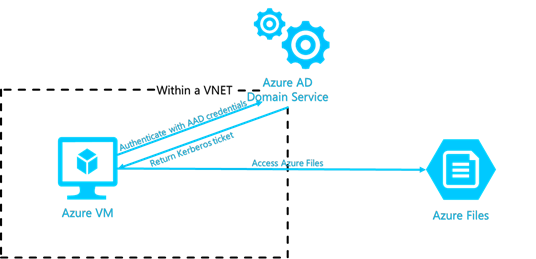 Azure AD
Domain Service
Within a VNET
Authenticate with AAD credentials
Return Kerberos ticket
Access Azure Files
Azure VM
Azure Files